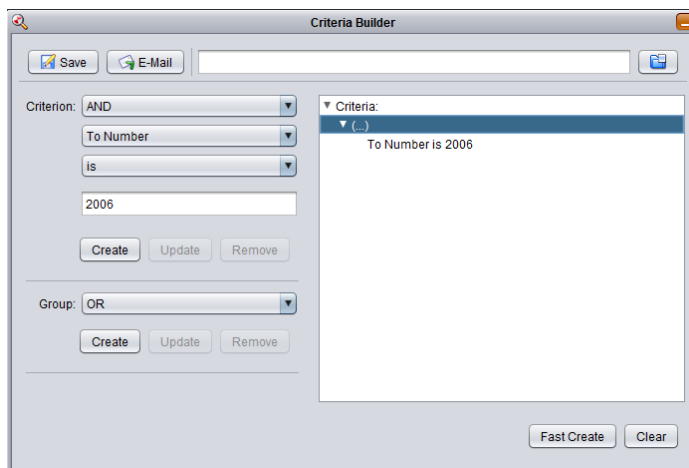 Criteria Builder
Save
E-Mail
Criterion: AND
To Number
is
2006
Create Update Remove
Group: OR
Create Update Remove
Criteria:
(...)
To Number is 2006
Fast Create Clear